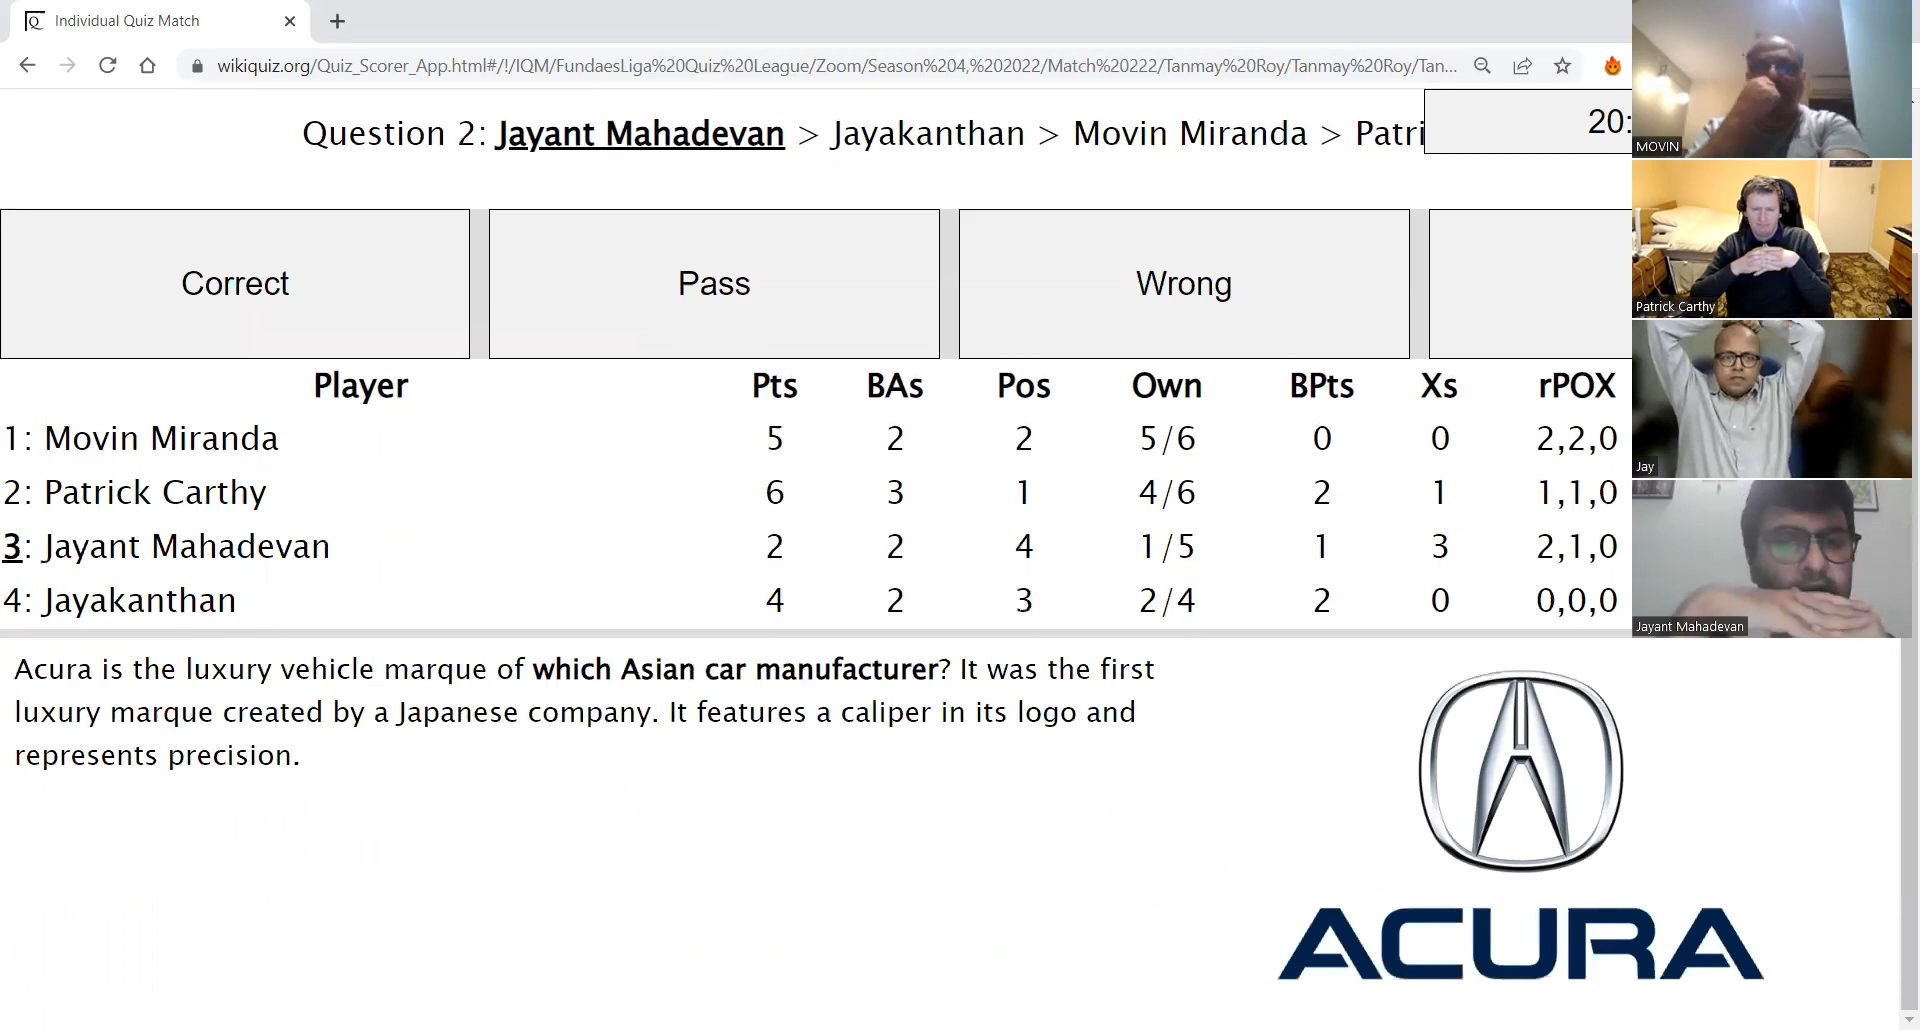 Individual Quiz Match
wikiquiz.org/Quiz_Scorer_App.html#/!/IQM/FundaesLiga%20Quiz%20League/Zoom/Season%204,%202022/Match%20222/Tanmay%20Roy/Tanmay%20Roy/Tan...
Question 2: Jayant Mahadevan > Jayakanthan > Movin Miranda > Patri
20:
Correct
Pass
Wrong
Player Pts BAs Pos Own BPts Xs rPOX
1: Movin Miranda 5 2 2 5/6 0 0 2,2,0
2: Patrick Carthy 6 3 1 4/6 2 1 1,1,0
3: Jayant Mahadevan 2 2 4 1/5 1 3 2,1,0
4: Jayakanthan 4 2 3 2/4 2 0 0,0,0
Acura is the luxury vehicle marque of which Asian car manufacturer? It was the first
luxury marque created by a Japanese company. It features a caliper in its logo and
represents precision.
ACURA
MOVIN
Patrick Carthy
Jay
Jayant Mahadevan